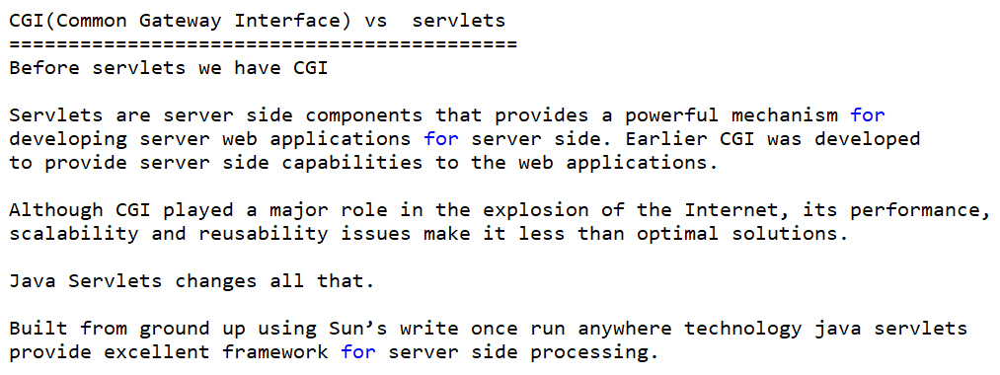 CGI(Common Gateway Interface) vs  servlets
===========================================
Before servlets we have CGI

Servlets are server side components that provides a powerful mechanism for
developing server web applications for server side. Earlier CGI was developed
to provide server side capabilities to the web applications.

Although CGI played a major role in the explosion of the Internet, its performance,
scalability and reusability issues make it less than optimal solutions.

Java Servlets changes all that.

Built from ground up using Sun’s write once run anywhere technology java servlets
provide excellent framework for server side processing.